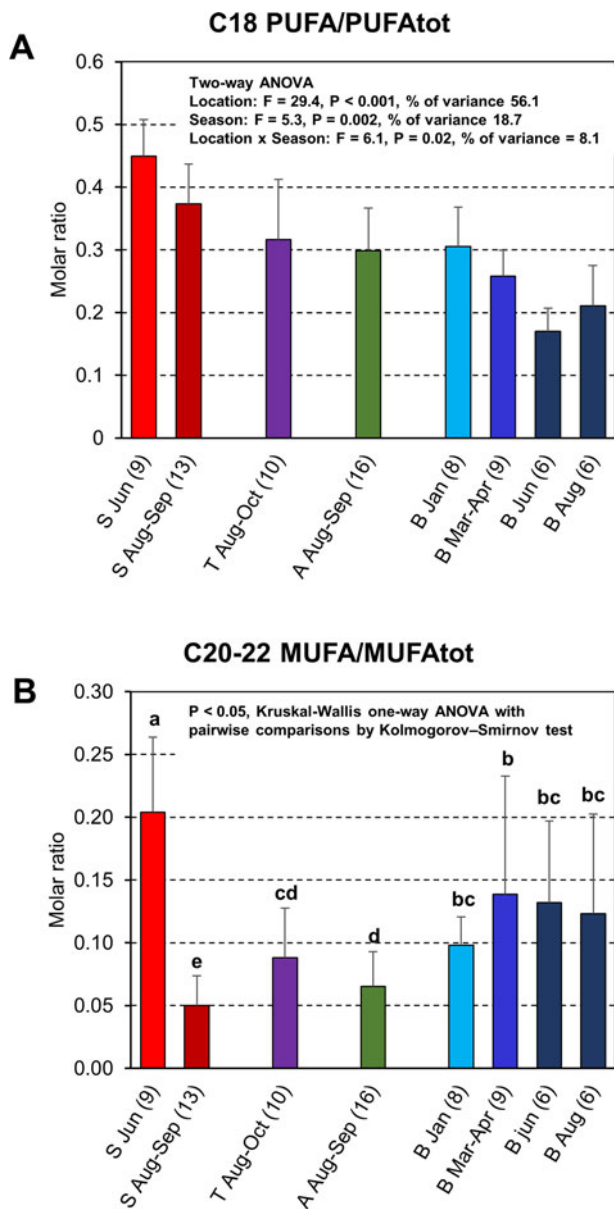 C18 PUFA/PUFAtot
A
0.6
0.5
0.4
0.3
0.2
0.1
0
Molar ratio
Two-way ANOVA
Location: F = 29.4, P < 0.001, % of variance 56.1
Season: F = 5.3, P = 0.002, % of variance 18.7
Location x Season: F = 6.1, P = 0.02, % of variance = 8.1
S Jun (9)
S Aug-Sep (13)
T Aug-Oct (10)
A Aug-Sep (16)
B Jan (8)
B Mar-Apr (9)
B Jun (6)
B Aug (6)
C20-22 MUFA/MUFAtot
B
0.30
0.25
0.20
0.15
0.10
0.05
0.00
Molar ratio
P < 0.05, Kruskal-Wallis one-way ANOVA with
pairwise comparisons by Kolmogorov–Smirnov test
a
e
cd
d
bc
b
bc
bc
S Jun (9)
S Aug-Sep (13)
T Aug-Oct (10)
A Aug-Sep (16)
B Jan (8)
B Mar-Apr (9)
B jun (6)
B Aug (6)